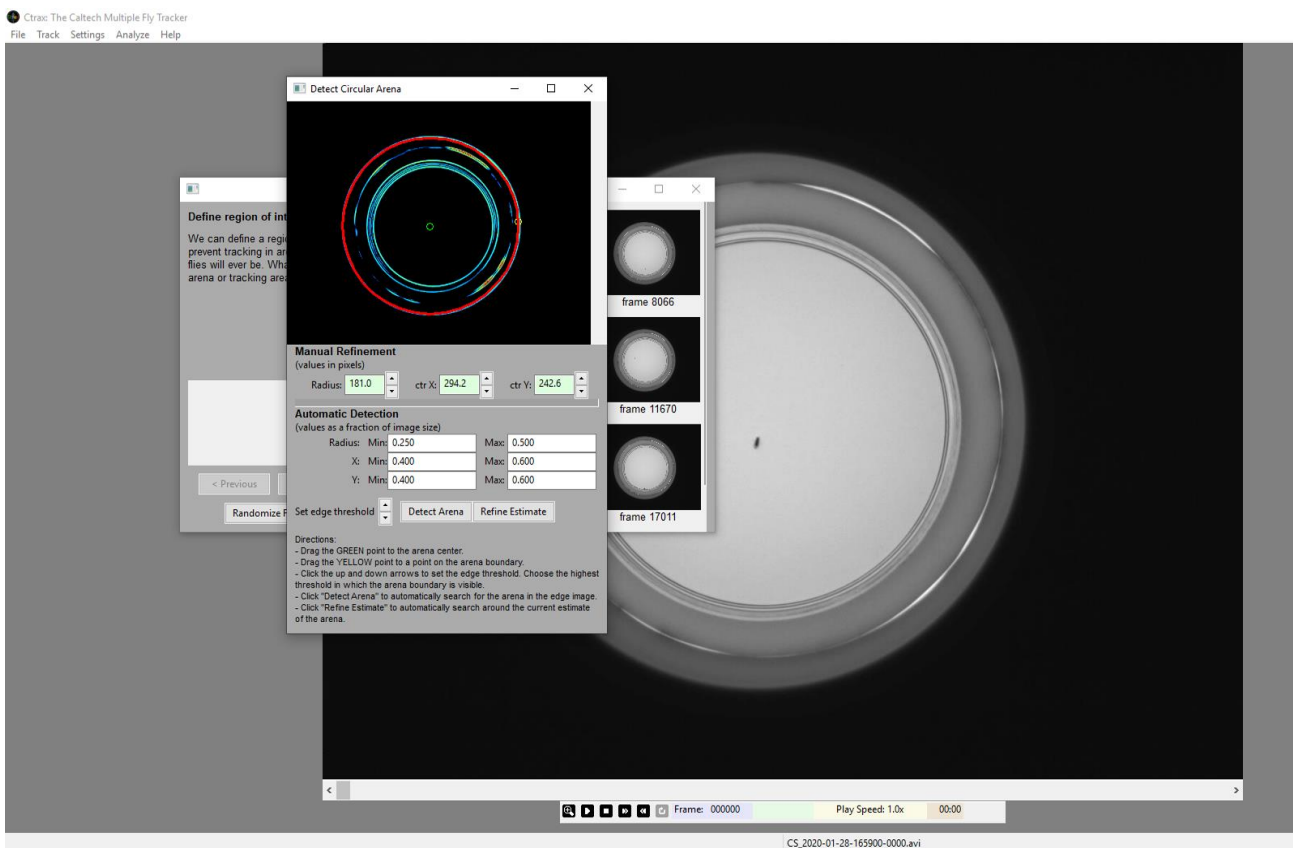 Ctrax: The Caltech Multiple Fly Tracker
File Track Settings Analyze Help
Detect Circular Arena
Define region of int
We can define a regi
prevent tracking in ar
flies will ever be. Wha
arena or tracking area
< Previous
Randomize F
frame 8066
frame 11670
frame 17011
Manual Refinement
(values in pixels)
Radius: 181.0 ctr X: 294.2 ctr Y: 242.6
Automatic Detection
(values as a fraction of image size)
Radius: Min: 0.250 Max: 0.500
X: Min: 0.400 Max: 0.600
Y: Min: 0.400 Max: 0.600
Set edge threshold Detect Arena Refine Estimate
Directions:
- Drag the GREEN point to the arena center.
- Drag the YELLOW point to a point on the arena boundary.
- Click the up and down arrows to set the edge threshold. Choose the highest
threshold in which the arena boundary is visible.
- Click "Detect Arena" to automatically search for the arena in the edge image.
- Click "Refine Estimate" to automatically search around the current estimate
of the arena.
Frame: 000000 Play Speed: 1.0x 00:00
CS_2020-01-28-165900-0000.avi